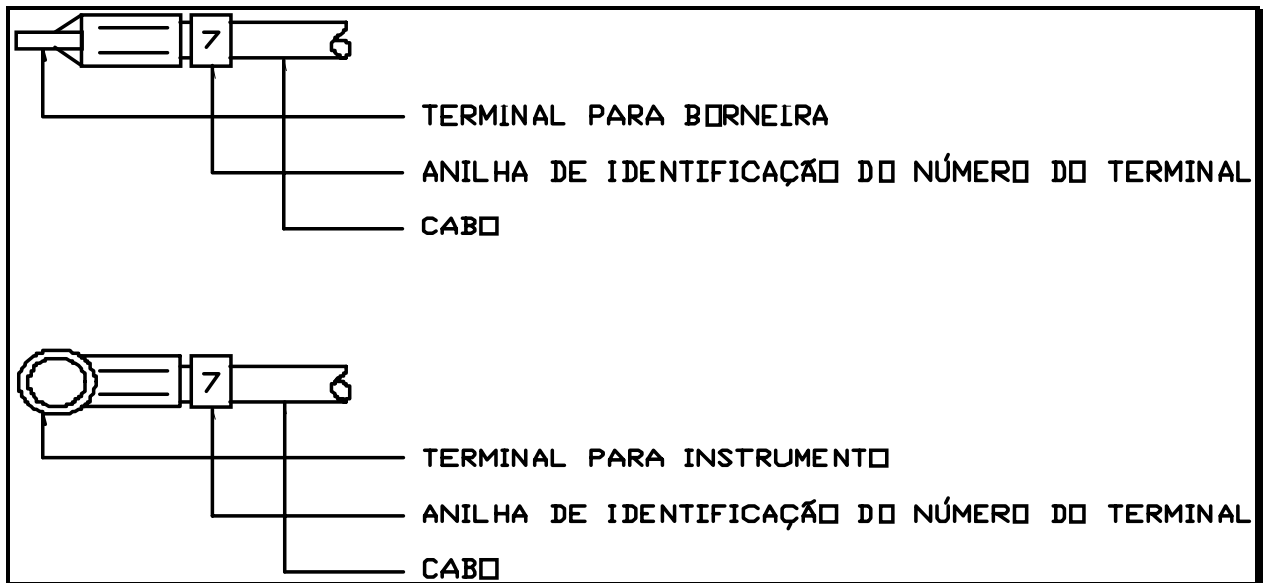 7
TERMINAL PARA BORNEIRA
ANILHA DE IDENTIFICAÇÃO DO NÚMERO DO TERMINAL
CABO
7
TERMINAL PARA INSTRUMENTO
ANILHA DE IDENTIFICAÇÃO DO NÚMERO DO TERMINAL
CABO